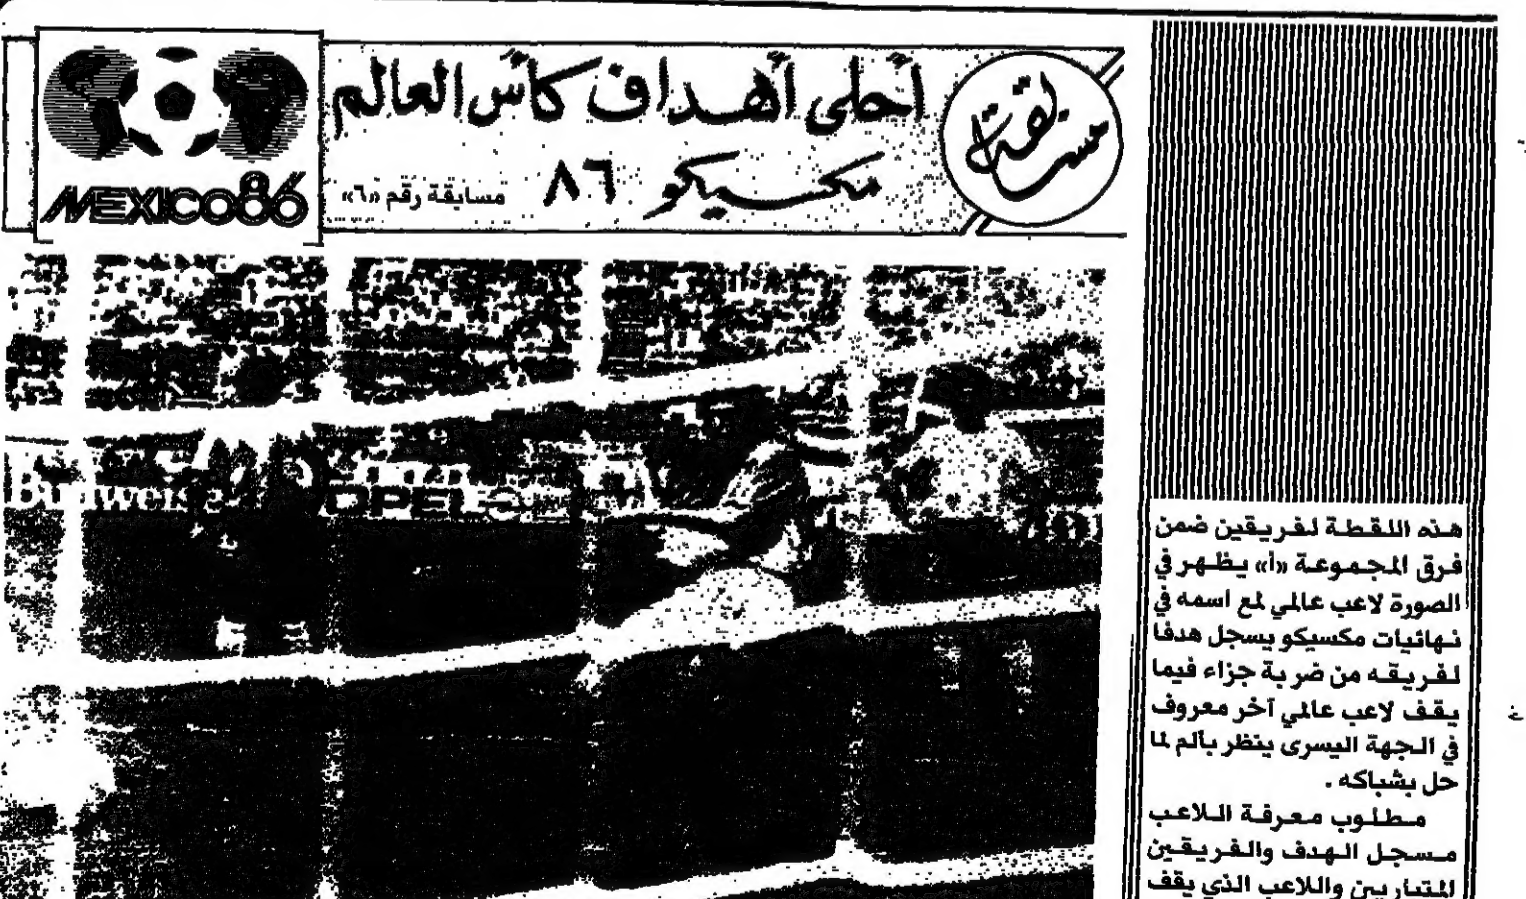 أحلى أهداف كأس العالم
مسابقة
مكسيكو ٨٦
مسابقة رقم «٦»
MEXICO86
Budweise
OPEL
هذه اللقطة لفريقين ضمن
فرق المجموعة «أ» يظهر في
الصورة لاعب عالمي لمع اسمه في
نهائيات مكسيكو يسجل هدفا
لفريقه من ضربة جزاء فيما
يقف لاعب عالمي آخر معروف
في الجهة اليسرى ينظر بألم لما
حل بشباكه .
مطلوب معرفة اللاعب
مسجل الهدف والفريقين
المتباريين واللاعب الذي يقف